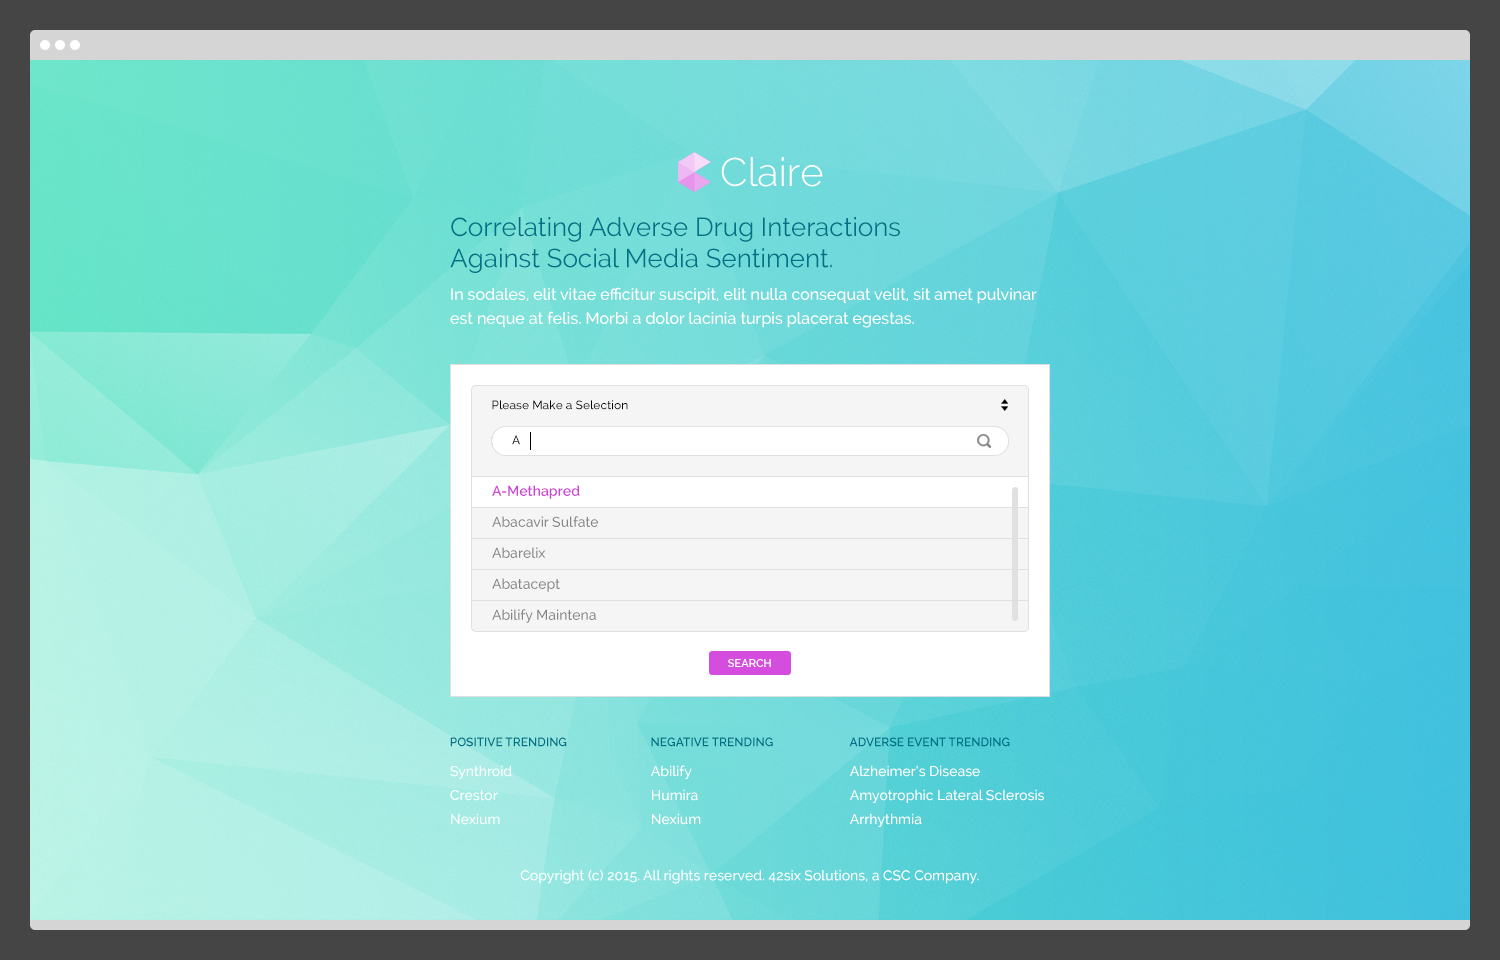 Claire
Correlating Adverse Drug Interactions
Against Social Media Sentiment.
In sodales, elit vitae efficitur suscipit, elit nulla consequat velit, sit amet pulvinar
est neque at felis. Morbi a dolor lacinia turpis placerat egestas.
Please Make a Selection
A
A-Methapred
Abacavir Sulfate
Abarelix
Abatacept
Abilify Maintena
SEARCH
POSITIVE TRENDING
Synthroid
Crestor
Nexium
NEGATIVE TRENDING
Abilify
Humira
Nexium
ADVERSE EVENT TRENDING
Alzheimer's Disease
Amyotrophic Lateral Sclerosis
Arrhythmia
Copyright (c) 2015. All rights reserved. 42six Solutions, a CSC Company.